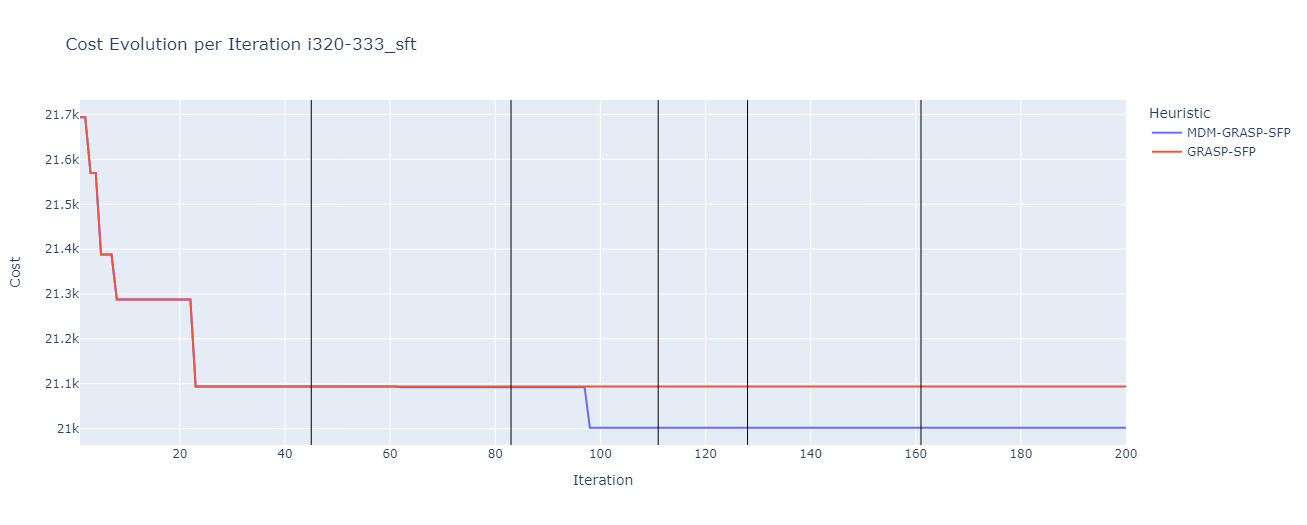 Cost Evolution per Iteration i320-333_sft
Heuristic
MDM-GRASP-SFP
GRASP-SFP
21.7k
21.6k
21.5k
21.4k
21.3k
21.2k
21.1k
21k
Cost
20 40 60 80 100 120 140 160 180 200
Iteration